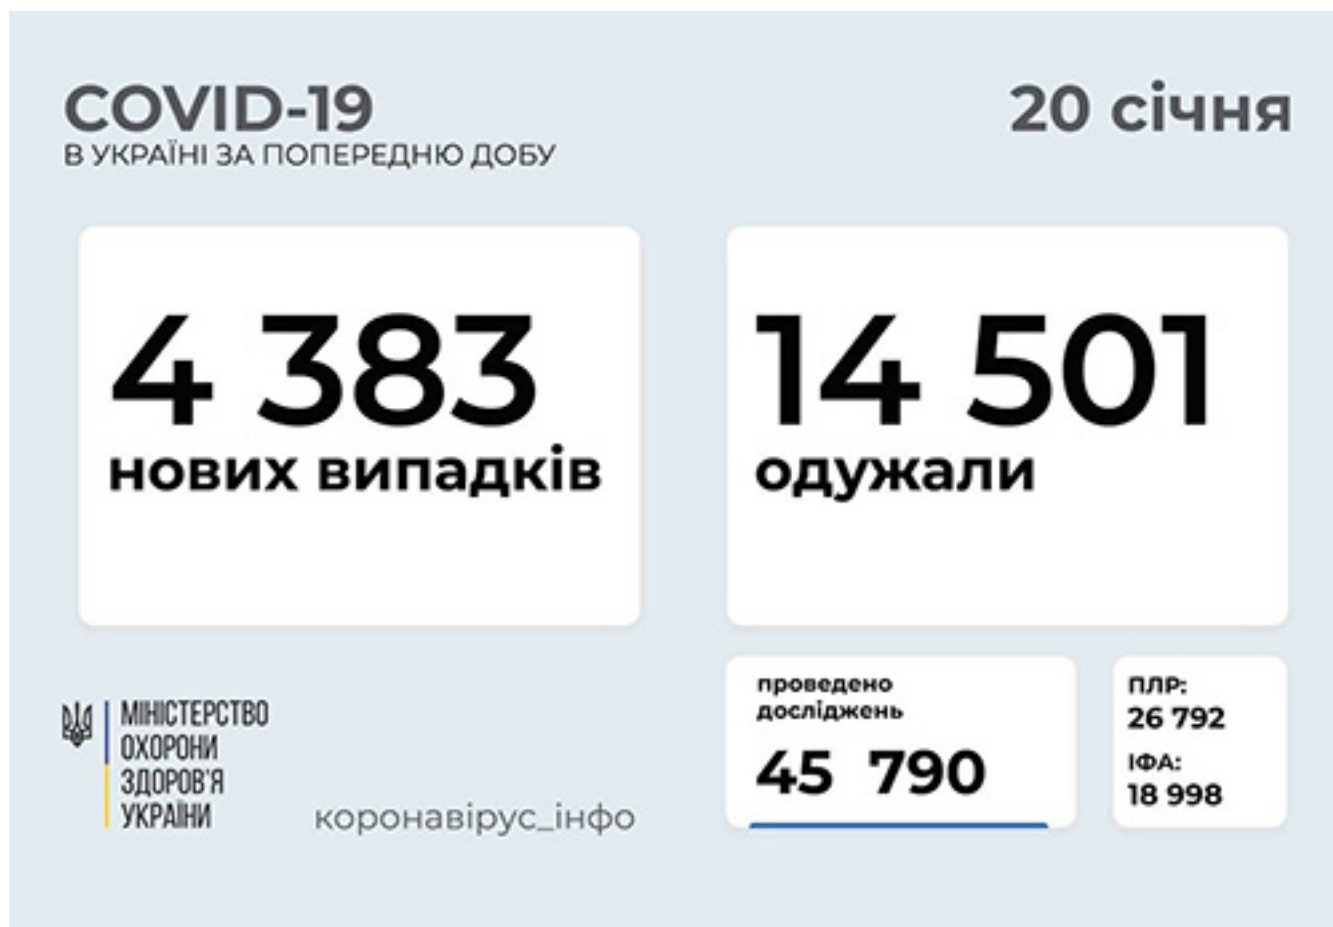 COVID-19
В УКРАЇНІ ЗА ПОПЕРЕДНЮ ДОБУ
20 січня
4 383
нових випадків
14 501
одужали
проведено
досліджень
45 790
ПЛР:
26 792
ІФА:
18 998
МІНІСТЕРСТВО
ОХОРОНИ
ЗДОРОВ'Я
УКРАЇНИ
коронавірус_інфо